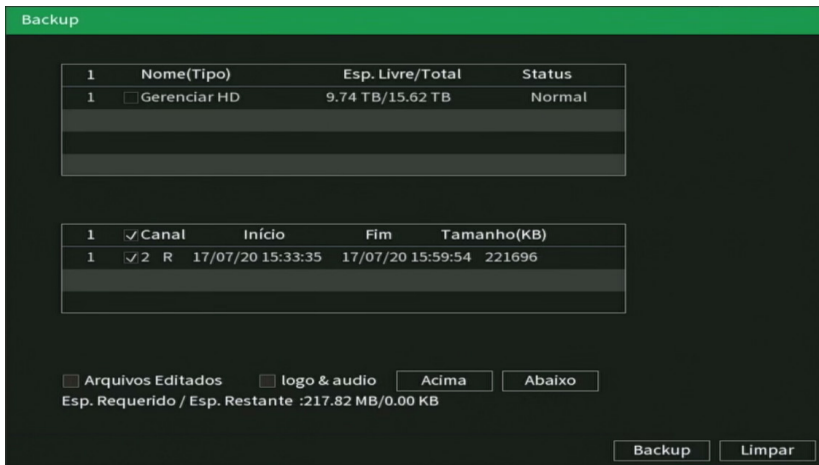 Backup
1 Nome(Tipo) Esp. Livre/Total Status
1 Gerenciar HD 9.74 TB/15.62 TB Normal
1 Canal Início Fim Tamanho(KB)
1 2 R 17/07/20 15:33:35 17/07/20 15:59:54 221696
Arquivos Editados logo & audio Acima Abaixo
Esp. Requerido / Esp. Restante :217.82 MB/0.00 KB
Backup Limpar